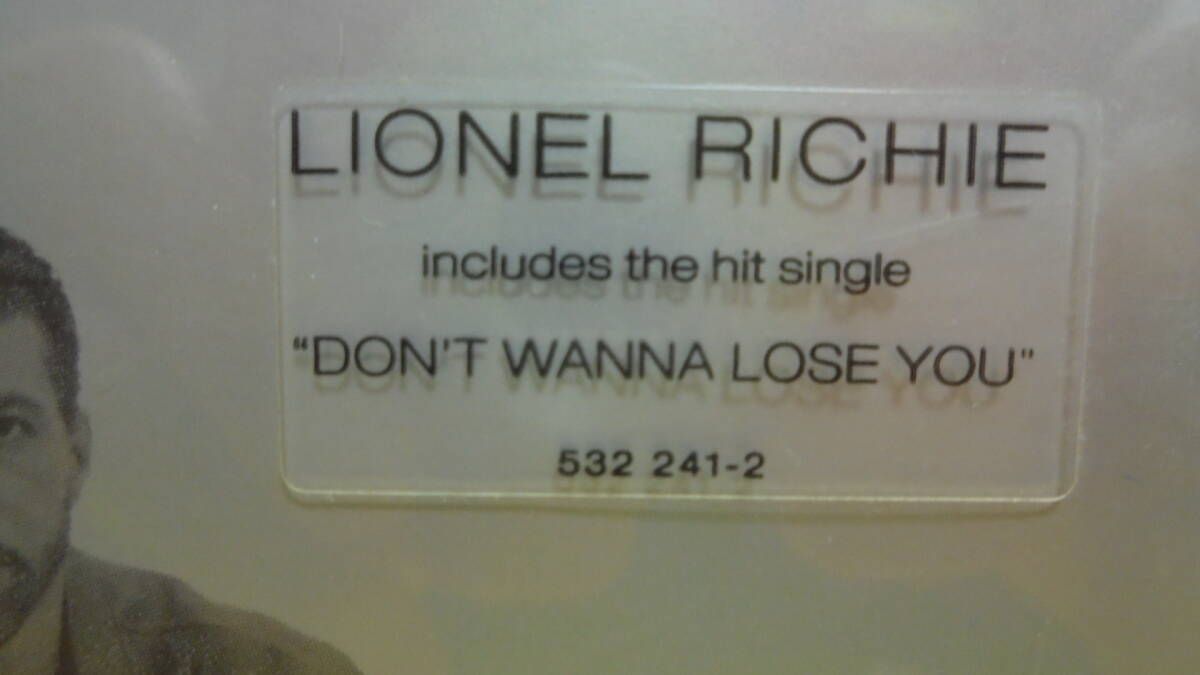 LIONEL RICHIE
includes the hit single
“DON'T WANNA LOSE YOU”
532 241-2